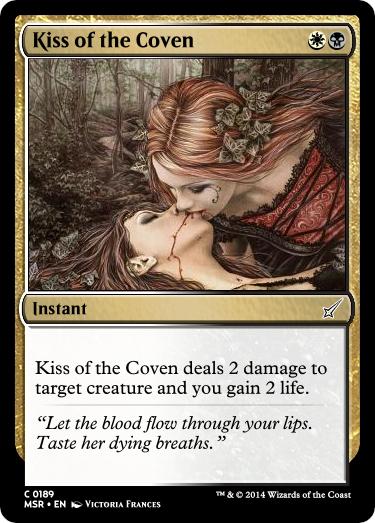 Kiss of the Coven
Instant
Kiss of the Coven deals 2 damage to
target creature and you gain 2 life.
“Let the blood flow through your lips.
Taste her dying breaths.”
C 0189
MSR • EN VICTORIA FRANCES
™ & © 2014 Wizards of the Coast